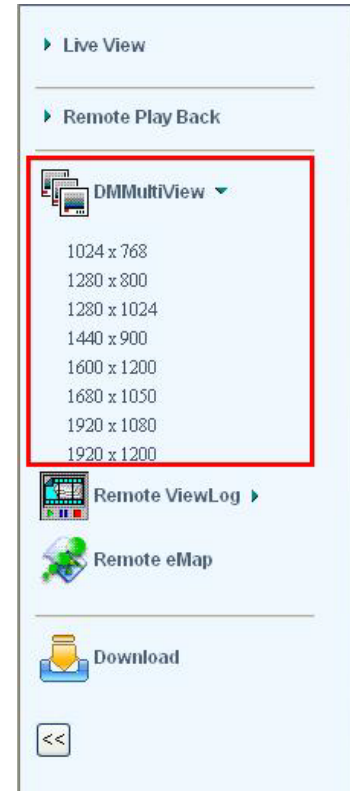 Live View
Remote Play Back
DMMultiView
1024 x 768
1280 x 800
1280 x 1024
1440 x 900
1600 x 1200
1680 x 1050
1920 x 1080
1920 x 1200
Remote ViewLog
Remote eMap
Download
<<